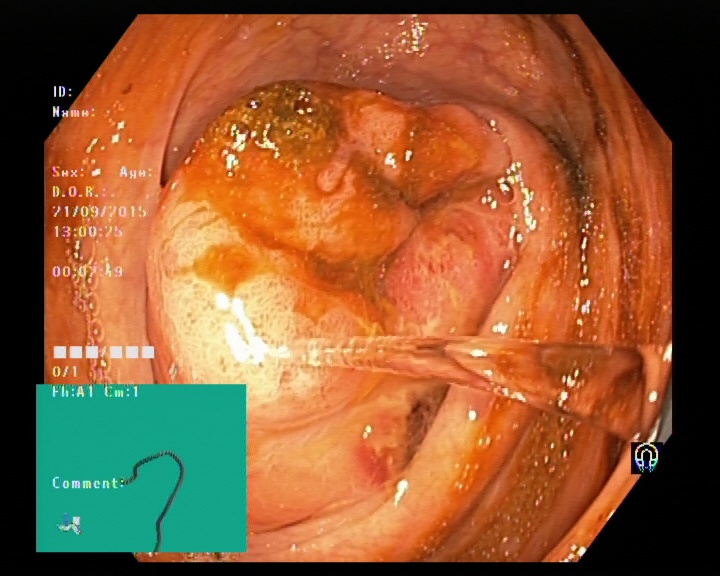 ID:
Name:
Sex: Age:
D.O.B.:
21/09/2015
13:00:25
00:02:49
0/1
Ph:A1 Cm:1
Comment: